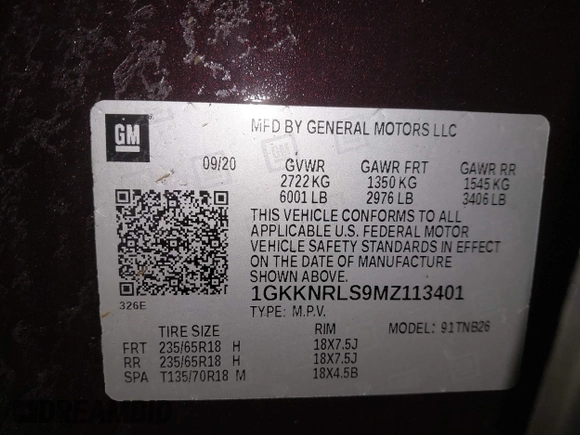 GM
MFD BY GENERAL MOTORS LLC
09/20 GVWR GAWR FRT GAWR RR
2722 KG 1350 KG 1545 KG
6001 LB 2976 LB 3406 LB
THIS VEHICLE CONFORMS TO ALL
APPLICABLE U.S. FEDERAL MOTOR
VEHICLE SAFETY STANDARDS IN EFFECT
ON THE DATE OF MANUFACTURE
SHOWN ABOVE.
326E
1GKKNRLS9MZ113401
TYPE: M.P.V. MODEL: 91TNB26
TIRE SIZE RIM
FRT 235/65R18 H 18X7.5J
RR 235/65R18 H 18X7.5J
SPA T135/70R18 M 18X4.5B
DREAMBID